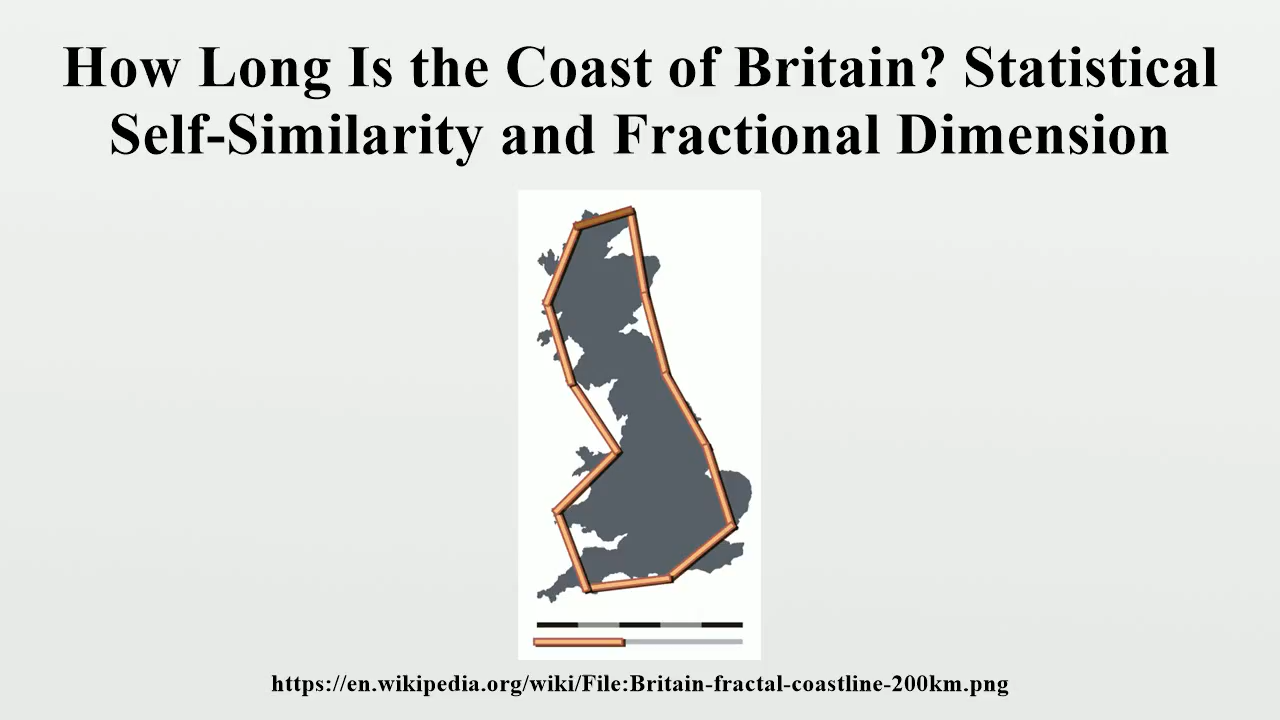 How Long Is the Coast of Britain? Statistical
Self-Similarity and Fractional Dimension
https://en.wikipedia.org/wiki/File:Britain-fractal-coastline-200km.png